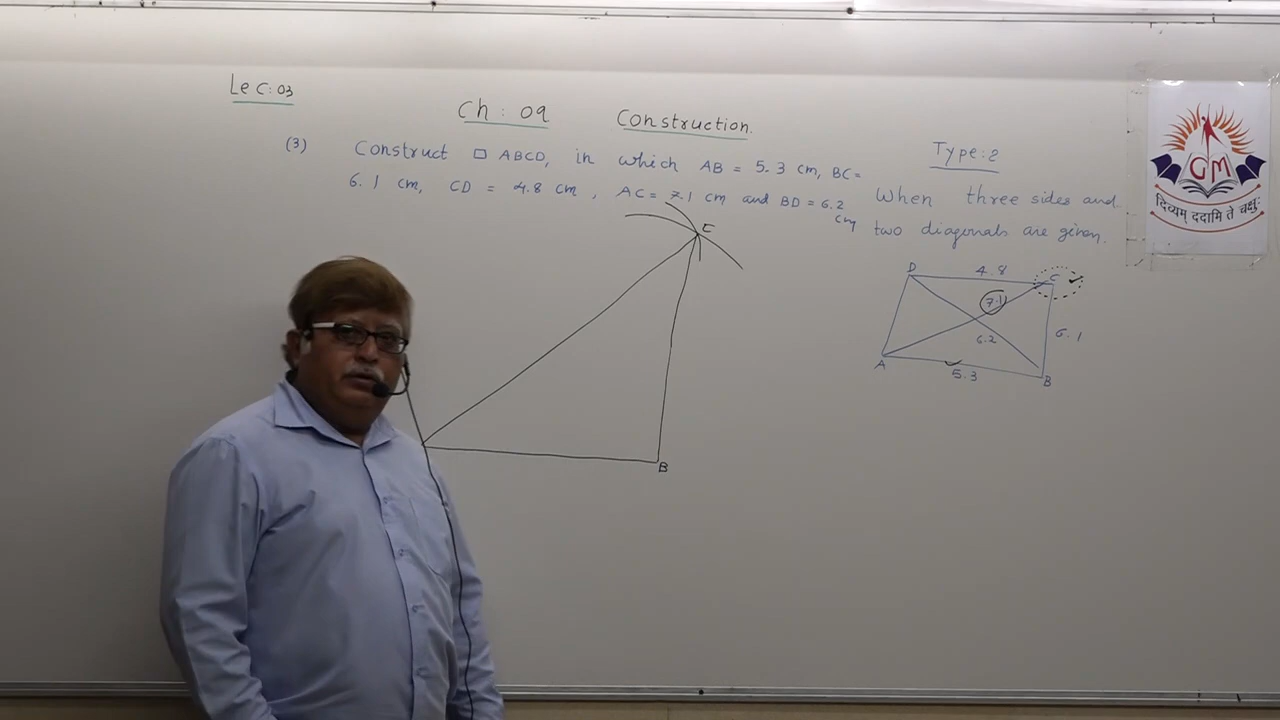 Lec:03
Ch: 09 Construction.
(3) Construct □ ABCD, in which AB = 5.3 cm, BC=
6.1 cm, CD = 4.8 cm, AC= 7.1 cm and BD = 6.2
cm
Type:2
When three sides and
two diagonals are given.
C
B
D 4.8 C
7.1
6.2 6.1
A 5.3 B
GM
दिव्यम् ददामि ते चक्षुः